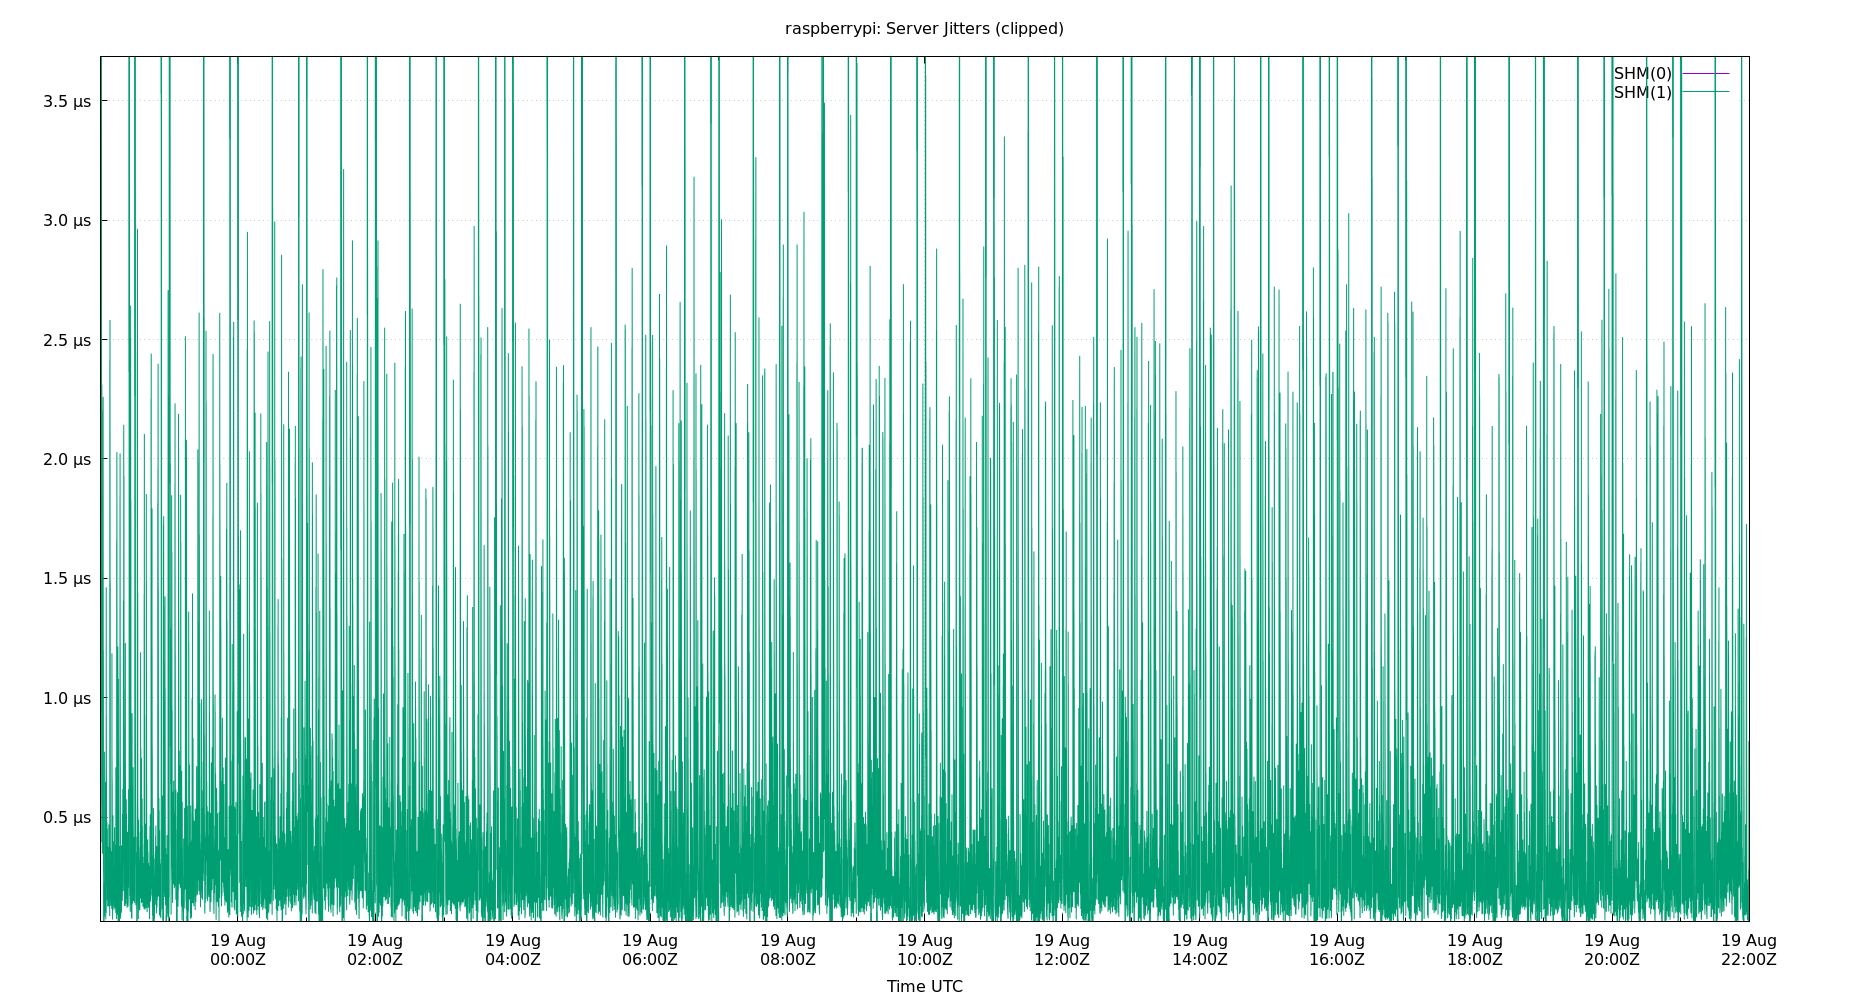 raspberrypi: Server Jitters (clipped)
SHM(0)
SHM(1)
3.5 µs
3.0 µs
2.5 µs
2.0 µs
1.5 µs
1.0 µs
0.5 µs
19 Aug 19 Aug 19 Aug 19 Aug 19 Aug 19 Aug 19 Aug 19 Aug 19 Aug 19 Aug 19 Aug 19 Aug
00:00Z 02:00Z 04:00Z 06:00Z 08:00Z 10:00Z 12:00Z 14:00Z 16:00Z 18:00Z 20:00Z 22:00Z
Time UTC